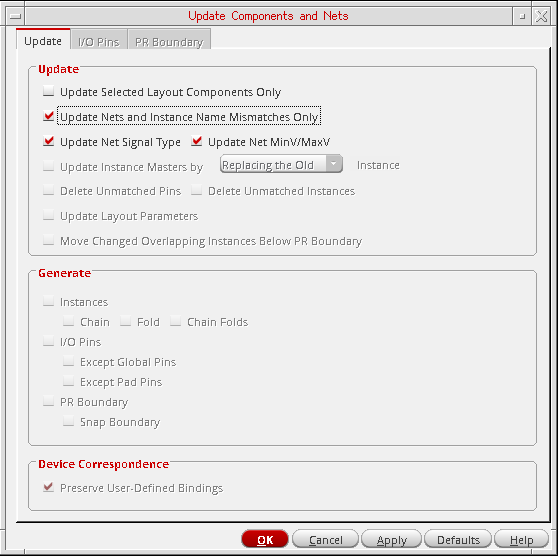 Update Components and Nets
Update I/O Pins PR Boundary
Update
Update Selected Layout Components Only
Update Nets and Instance Name Mismatches Only
Update Net Signal Type Update Net MinV/MaxV
Update Instance Masters by Replacing the Old Instance
Delete Unmatched Pins Delete Unmatched Instances
Update Layout Parameters
Move Changed Overlapping Instances Below PR Boundary
Generate
Instances
Chain Fold Chain Folds
I/O Pins
Except Global Pins
Except Pad Pins
PR Boundary
Snap Boundary
Device Correspondence
Preserve User-Defined Bindings
OK Cancel Apply Defaults Help